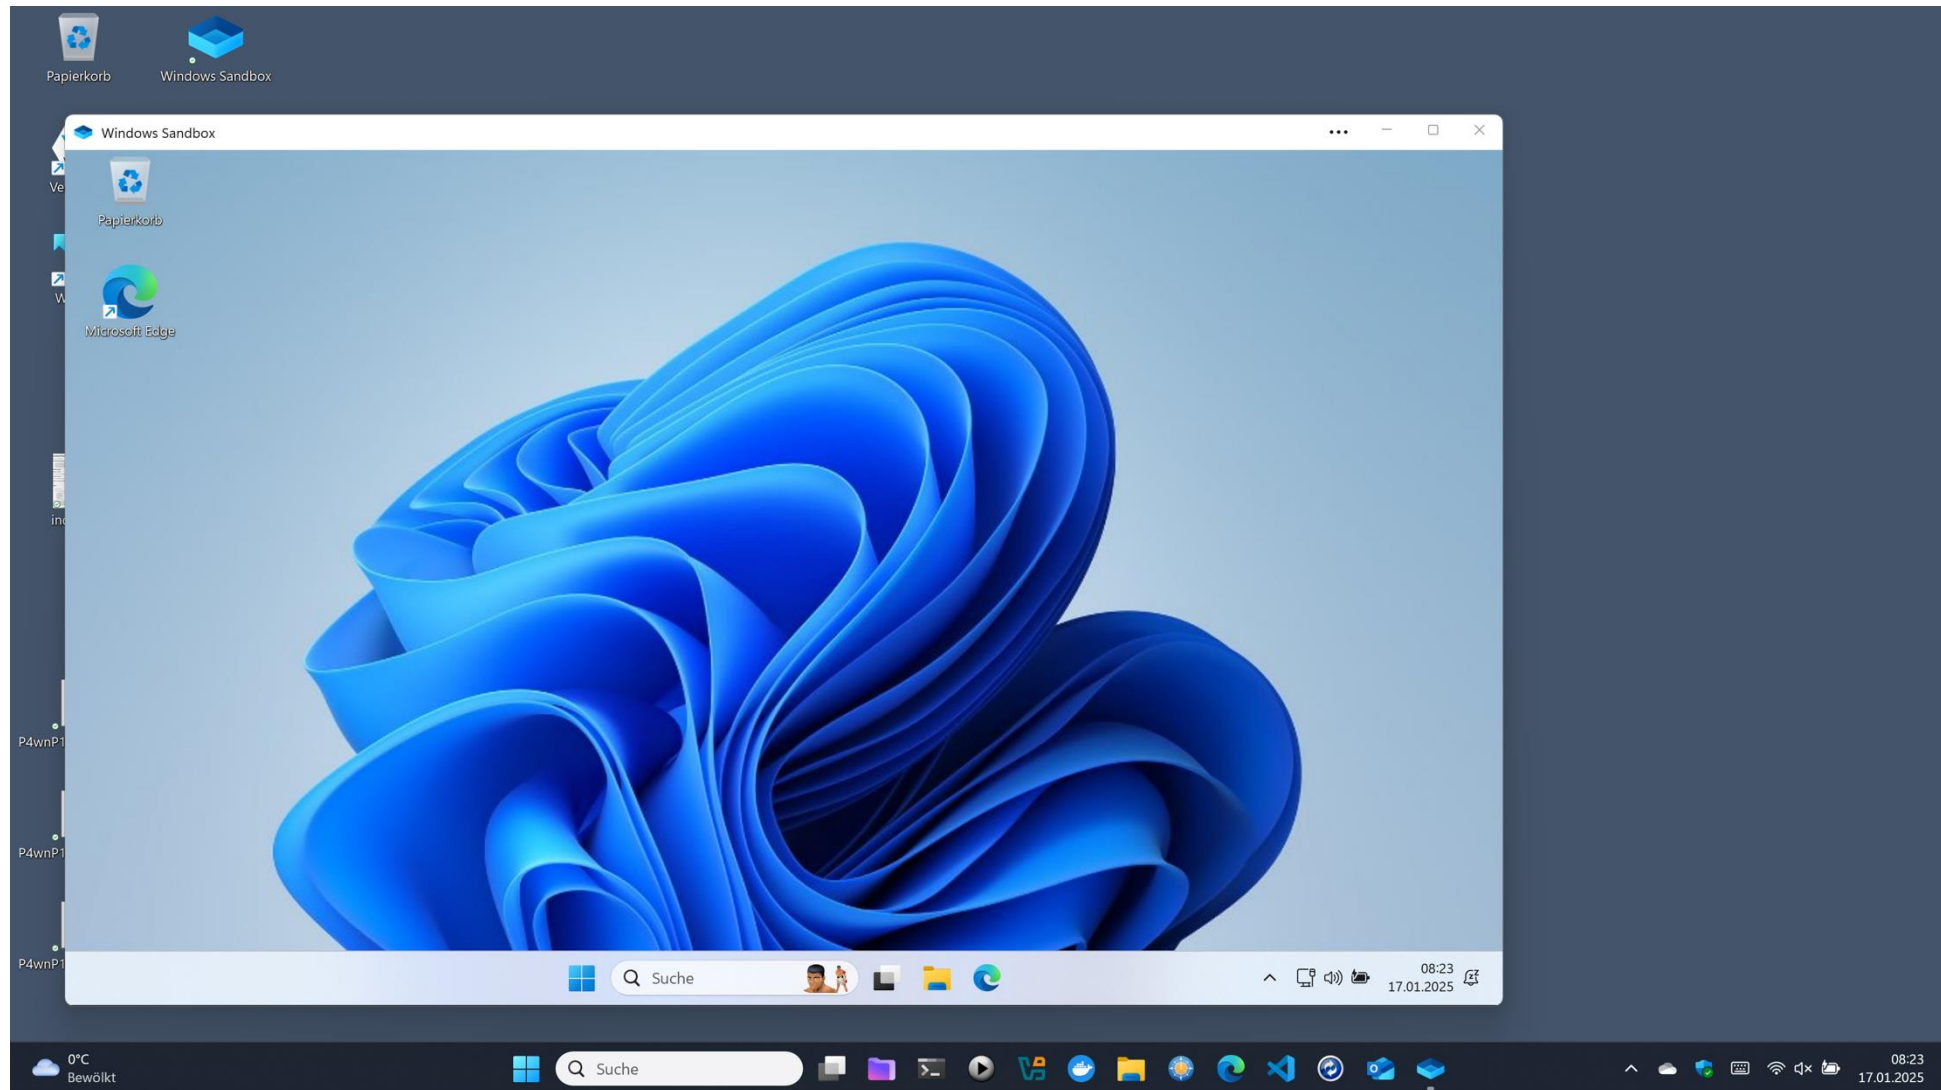 Papierkorb
Windows Sandbox
Windows Sandbox
Papierkorb
Microsoft Edge
Ve
W
P4wnP1
P4wnP1
P4wnP1
Suche
08:23
17.01.2025
0°C
Bewölkt
Suche
08:23
17.01.2025